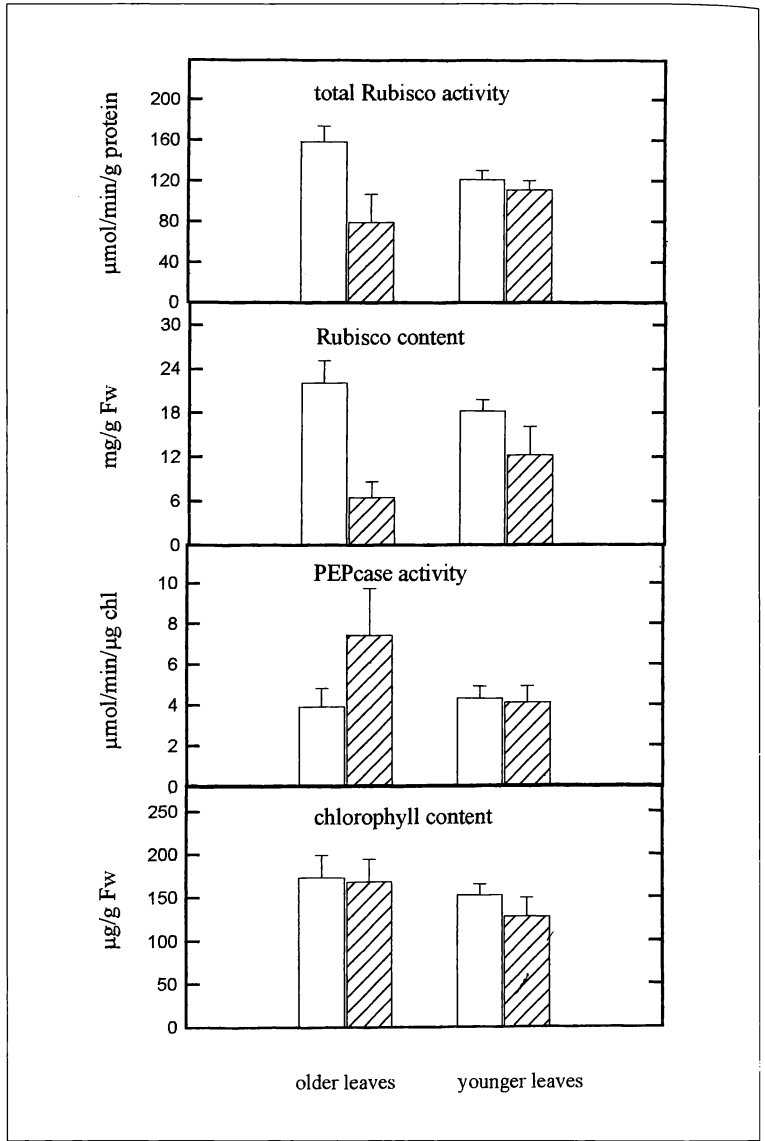 total Rubisco activity
µmol/min/g protein
200
160
120
80
40
0
Rubisco content
mg/g Fw
30
24
18
12
6
0
PEPcase activity
µmol/min/µg chl
10
8
6
4
2
0
chlorophyll content
µg/g Fw
250
200
150
100
50
0
older leaves younger leaves